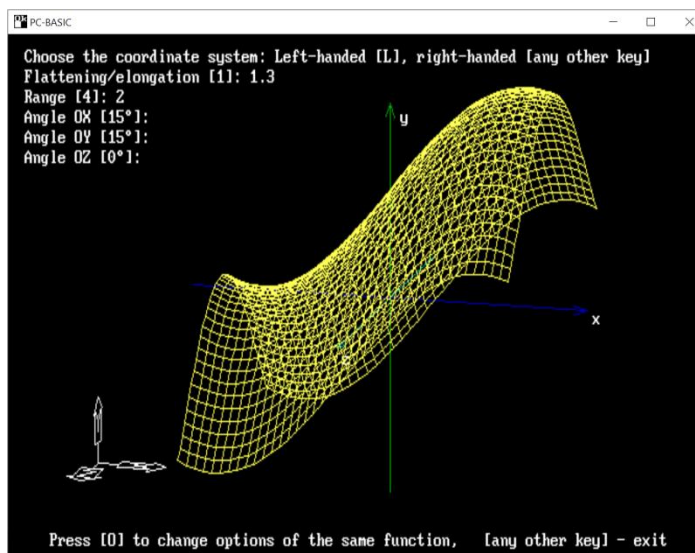 PC-BASIC
Choose the coordinate system: Left-handed [L], right-handed [any other key]
Flattening/elongation [1]: 1.3
Range [4]: 2
Angle OX [15°]:
Angle OY [15°]:
Angle OZ [0°]:
y
x
z
Press [O] to change options of the same function, [any other key] - exit